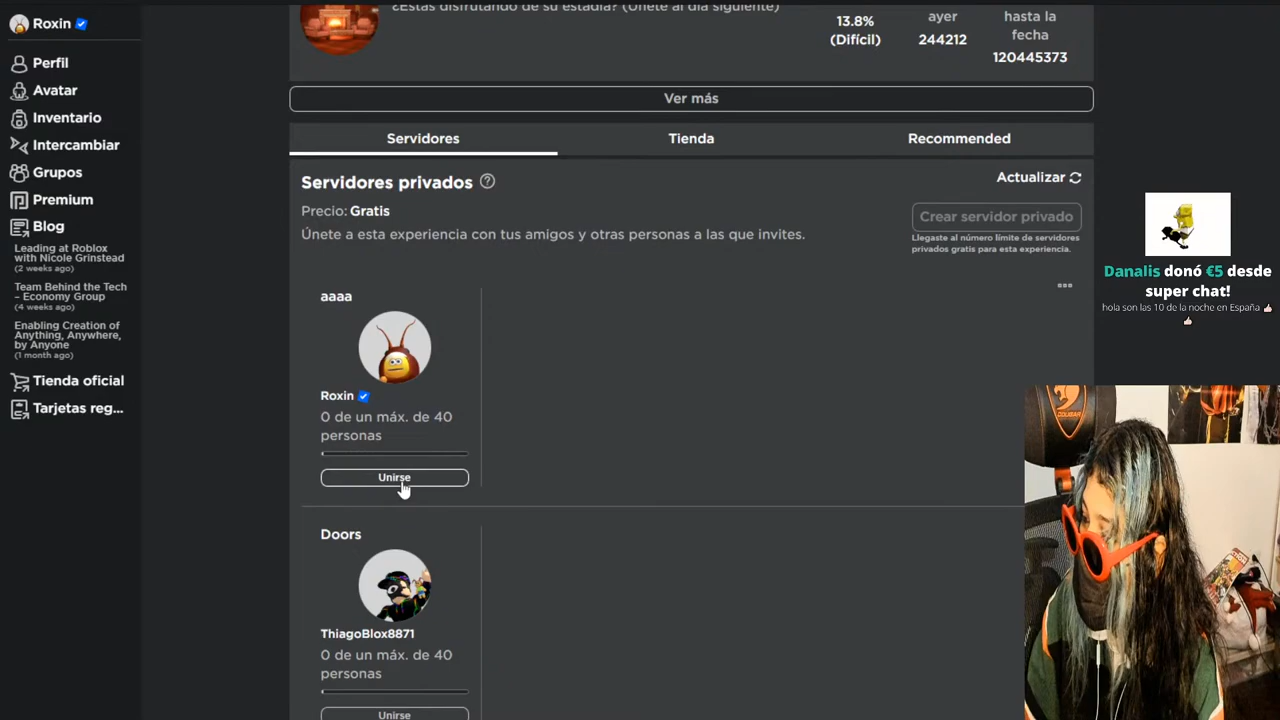 Roxin
Perfil
Avatar
Inventario
Intercambiar
Grupos
Premium
Blog
Leading at Roblox
with Nicole Grinstead
(2 weeks ago)
Team Behind the Tech
- Economy Group
(4 weeks ago)
Enabling Creation of
Anything, Anywhere,
by Anyone
(1 month ago)
Tienda oficial
Tarjetas reg...
¿Estás disfrutando de su estadía? (Únete al día siguiente)
13.8%
(Difícil)
ayer
244212
hasta la
fecha
120445373
Ver más
Servidores
Tienda
Recommended
Servidores privados ?
Actualizar
Precio: Gratis
Únete a esta experiencia con tus amigos y otras personas a las que invites.
Crear servidor privado
Llegaste al número límite de servidores
privados gratis para esta experiencia.
aaaa
Roxin
0 de un máx. de 40
personas
Unirse
Doors
ThiagoBlox8871
0 de un máx. de 40
personas
Unirse
Danalis donó €5 desde
super chat!
hola son las 10 de la noche en España 👍🏻
👍🏻
COUGAR